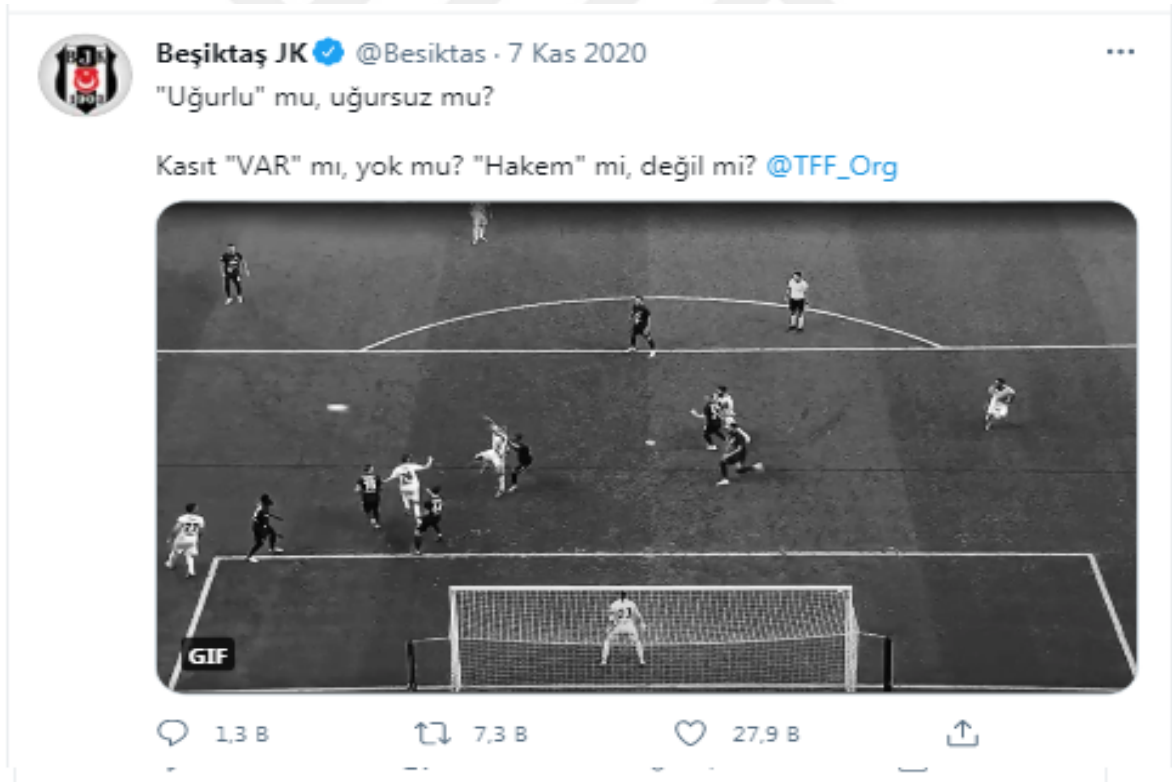 Beşiktaş JK @Besiktas · 7 Kas 2020
"Uğurlu" mu, uğursuz mu?
Kasıt "VAR" mı, yok mu? "Hakem" mi, değil mi? @TFF_Org
GIF
1,3 B 7,3 B 27,9 B